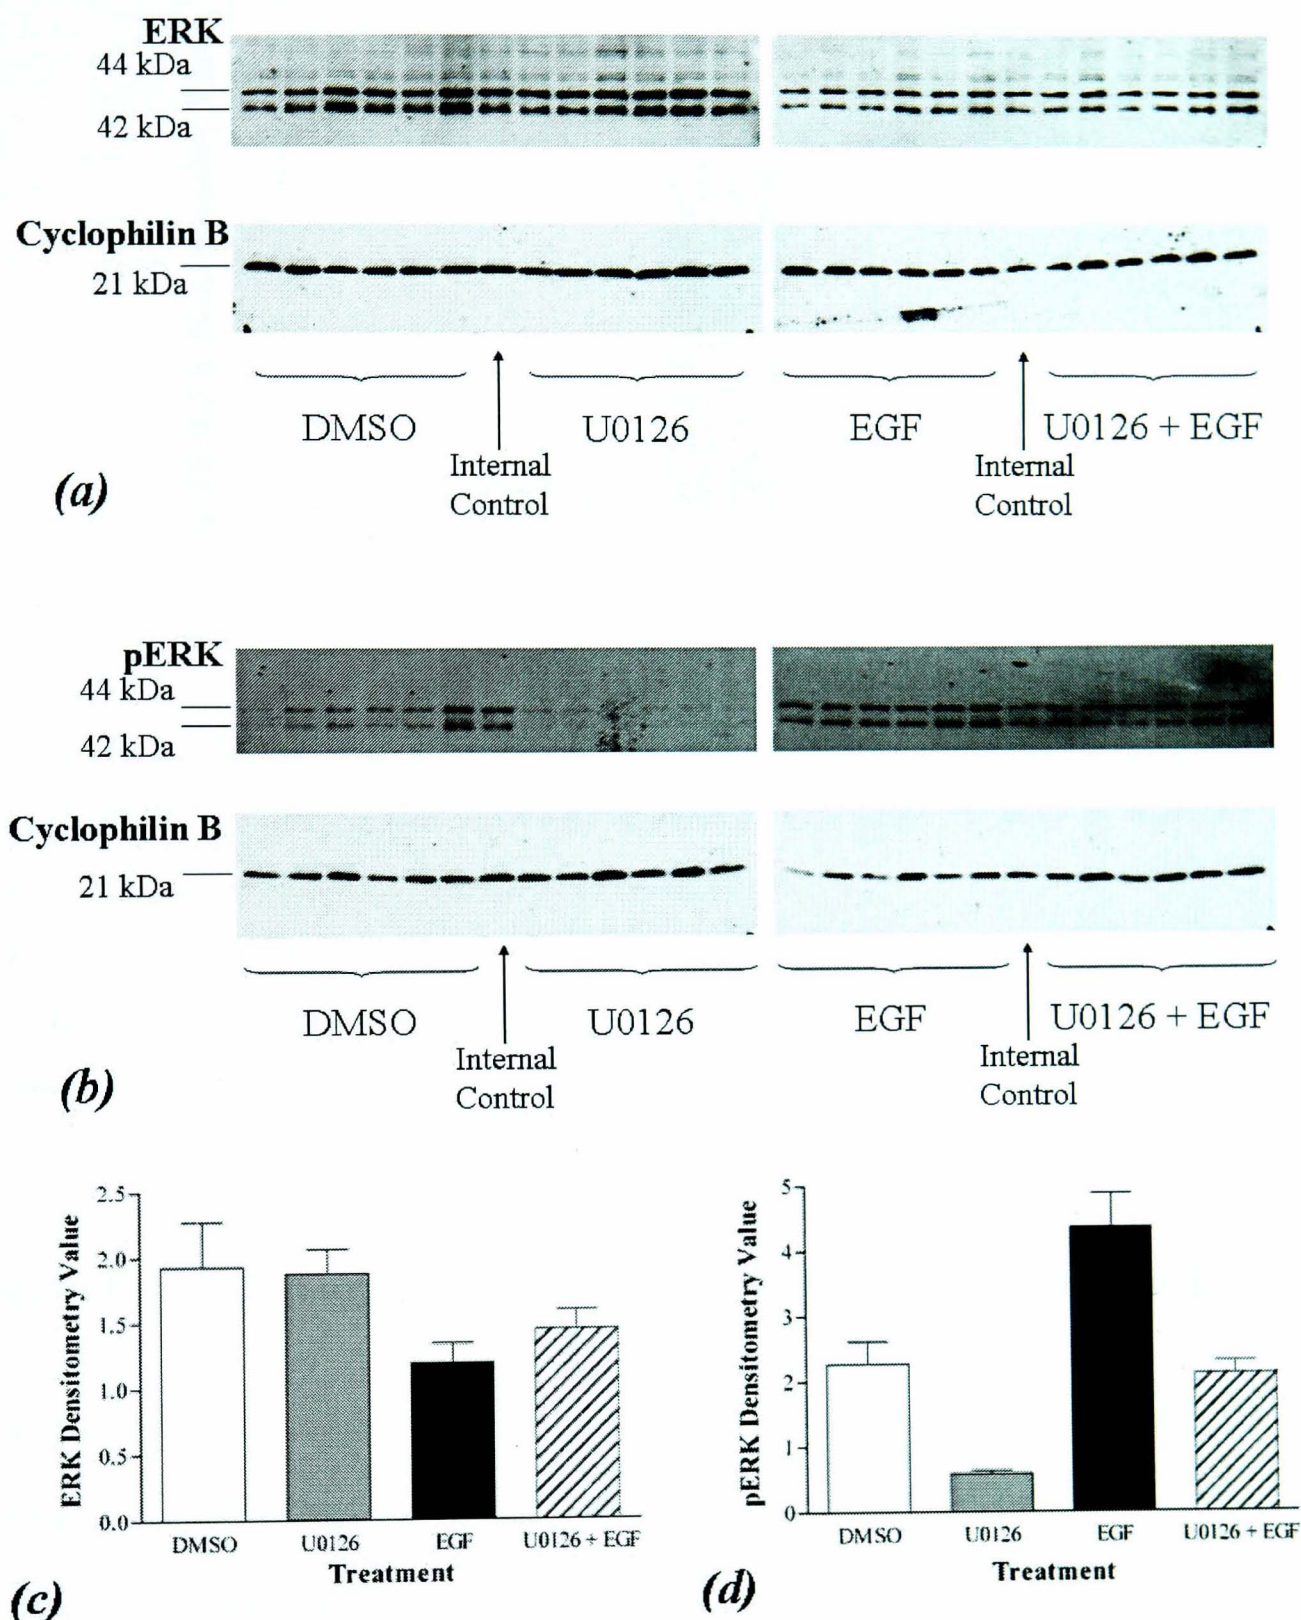 ERK
44 kDa
42 kDa
Cyclophilin B
21 kDa
DMSO
U0126
EGF
U0126 + EGF
Internal
Control
Internal
Control
(a)
pERK
44 kDa
42 kDa
Cyclophilin B
21 kDa
DMSO
U0126
EGF
U0126 + EGF
Internal
Control
Internal
Control
(b)
ERK Densitometry Value
2.5
2.0
1.5
1.0
0.5
0.0
DMSO
U0126
EGF
U0126 + EGF
Treatment
(c)
pERK Densitometry Value
5
4
3
2
1
0
DMSO
U0126
EGF
U0126 + EGF
Treatment
(d)